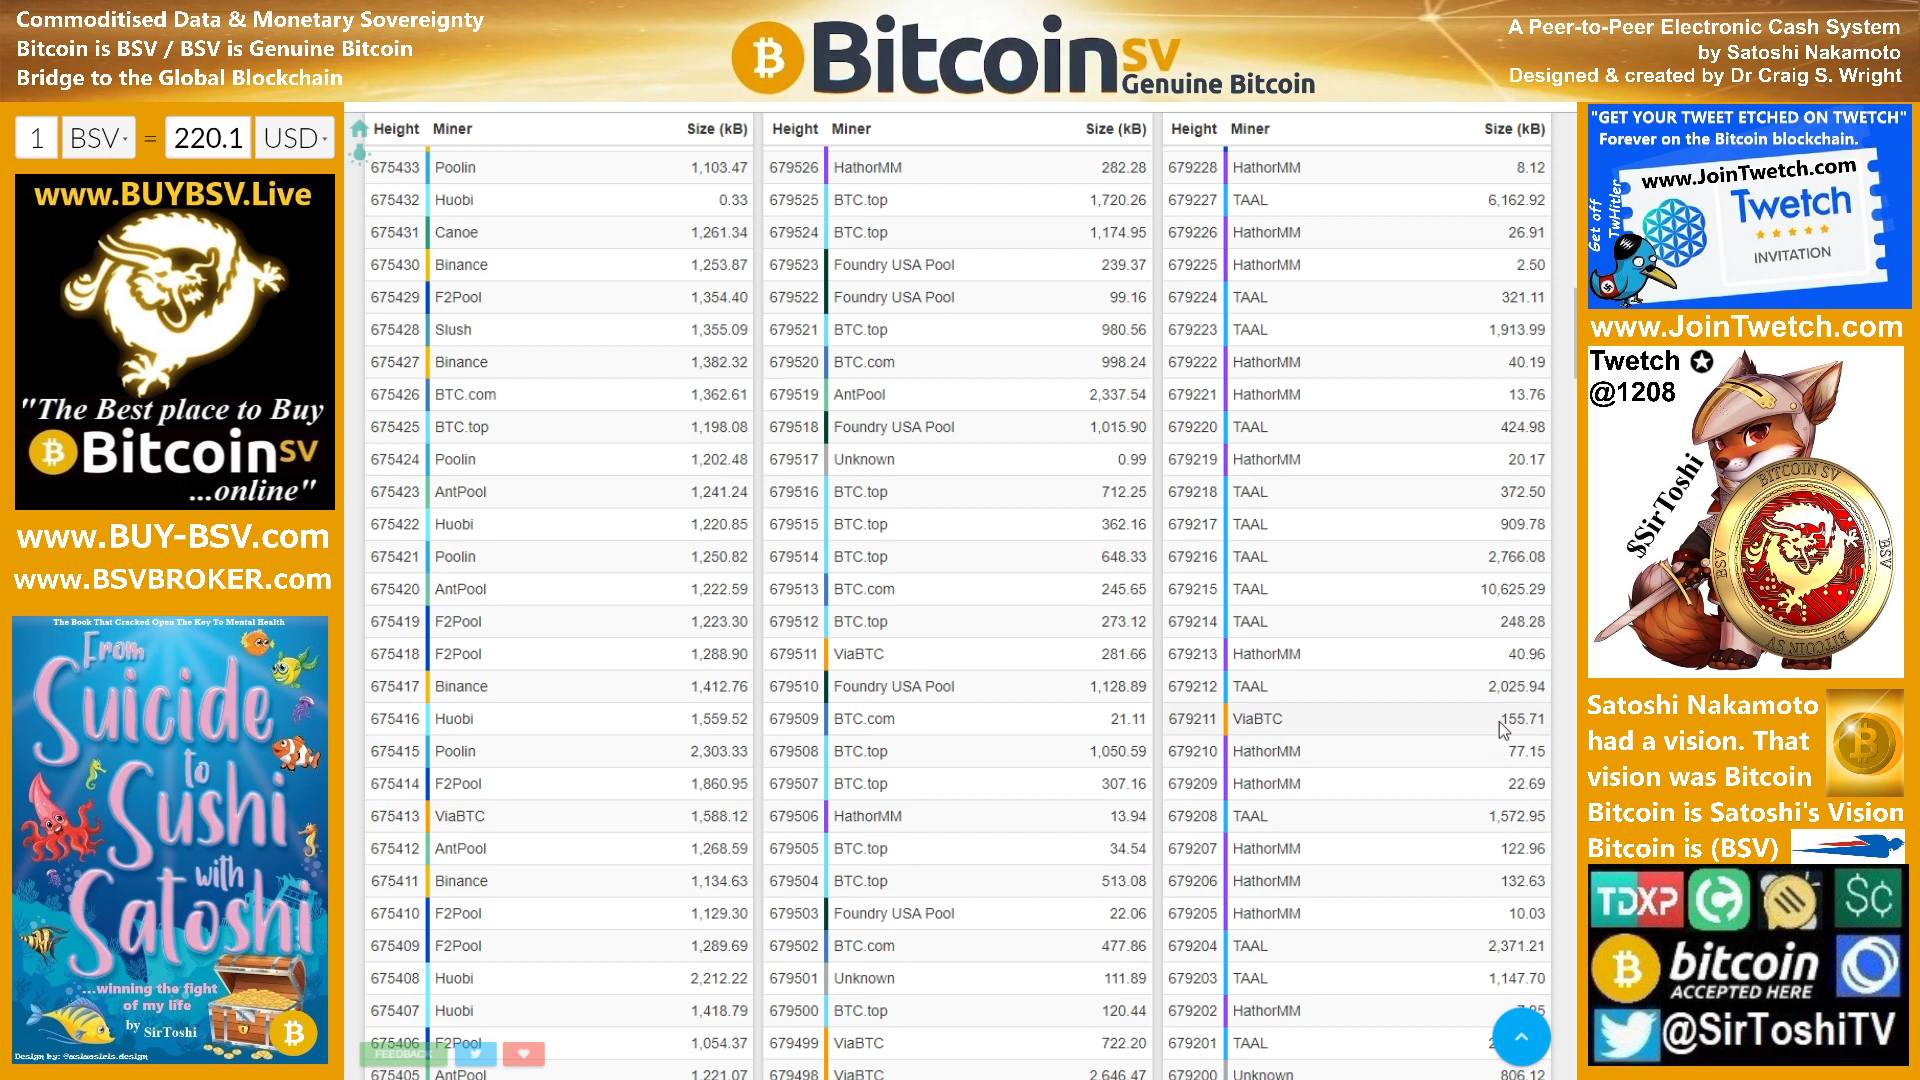 Commoditised Data & Monetary Sovereignty
Bitcoin is BSV / BSV is Genuine Bitcoin
Bridge to the Global Blockchain
Bitcoin SV
Genuine Bitcoin
A Peer-to-Peer Electronic Cash System
by Satoshi Nakamoto
Designed & created by Dr Craig S. Wright
1 BSV = 220.1 USD
www.BUYBSV.Live
"The Best place to Buy
Bitcoin SV
...online"
www.BUY-BSV.com
www.BSVBROKER.com
The Book That Cracked Open The Key To Mental Health
From
Suicide
to
Sushi
with
Satoshi
...winning the fight
of my life
by SirToshi
Design by: @asiaosiris.design
Height Miner Size (kB) Height Miner Size (kB) Height Miner Size (kB)
675433 Poolin 1,103.47 679526 HathorMM 282.28 679228 HathorMM 8.12
675432 Huobi 0.33 679525 BTC.top 1,720.26 679227 TAAL 6,162.92
675431 Canoe 1,261.34 679524 BTC.top 1,174.95 679226 HathorMM 26.91
675430 Binance 1,253.87 679523 Foundry USA Pool 239.37 679225 HathorMM 2.50
675429 F2Pool 1,354.40 679522 Foundry USA Pool 99.16 679224 TAAL 321.11
675428 Slush 1,355.09 679521 BTC.top 980.56 679223 TAAL 1,913.99
675427 Binance 1,382.32 679520 BTC.com 998.24 679222 HathorMM 40.19
675426 BTC.com 1,362.61 679519 AntPool 2,337.54 679221 HathorMM 13.76
675425 BTC.top 1,198.08 679518 Foundry USA Pool 1,015.90 679220 TAAL 424.98
675424 Poolin 1,202.48 679517 Unknown 0.99 679219 HathorMM 20.17
675423 AntPool 1,241.24 679516 BTC.top 712.25 679218 TAAL 372.50
675422 Huobi 1,220.85 679515 BTC.top 362.16 679217 TAAL 909.78
675421 Poolin 1,250.82 679514 BTC.top 648.33 679216 TAAL 2,766.08
675420 AntPool 1,222.59 679513 BTC.com 245.65 679215 TAAL 10,625.29
675419 F2Pool 1,223.30 679512 BTC.top 273.12 679214 TAAL 248.28
675418 F2Pool 1,288.90 679511 ViaBTC 281.66 679213 HathorMM 40.96
675417 Binance 1,412.76 679510 Foundry USA Pool 1,128.89 679212 TAAL 2,025.94
675416 Huobi 1,559.52 679509 BTC.com 21.11 679211 ViaBTC 155.71
675415 Poolin 2,303.33 679508 BTC.top 1,050.59 679210 HathorMM 77.15
675414 F2Pool 1,860.95 679507 BTC.top 307.16 679209 HathorMM 22.69
675413 ViaBTC 1,588.12 679506 HathorMM 13.94 679208 TAAL 1,572.95
675412 AntPool 1,268.59 679505 BTC.top 34.54 679207 HathorMM 122.96
675411 Binance 1,134.63 679504 BTC.top 513.08 679206 HathorMM 132.63
675410 F2Pool 1,129.30 679503 Foundry USA Pool 22.06 679205 HathorMM 10.03
675409 F2Pool 1,289.69 679502 BTC.com 477.86 679204 TAAL 2,371.21
675408 Huobi 2,212.22 679501 Unknown 111.89 679203 TAAL 1,147.70
675407 Huobi 1,418.79 679500 BTC.top 120.44 679202 HathorMM
675406 F2Pool 1,054.37 679499 ViaBTC 722.20 679201 TAAL
675405 AntPool 1,221.07 679498 ViaBTC 2,646.47 679200 Unknown 806.12
FEEDBACK
"GET YOUR TWEET ETCHED ON TWETCH"
Forever on the Bitcoin blockchain.
www.JoinTwetch.com
Twetch
INVITATION
Get off
TwHitler
www.JoinTwetch.com
Twetch
@1208
$SirToshi
BITCOIN SV
BSV
BSV
BITCOIN SV
Satoshi Nakamoto
had a vision. That
vision was Bitcoin
Bitcoin is Satoshi's Vision
Bitcoin is (BSV)
TDXP
$c
bitcoin
ACCEPTED HERE
@SirToshiTV